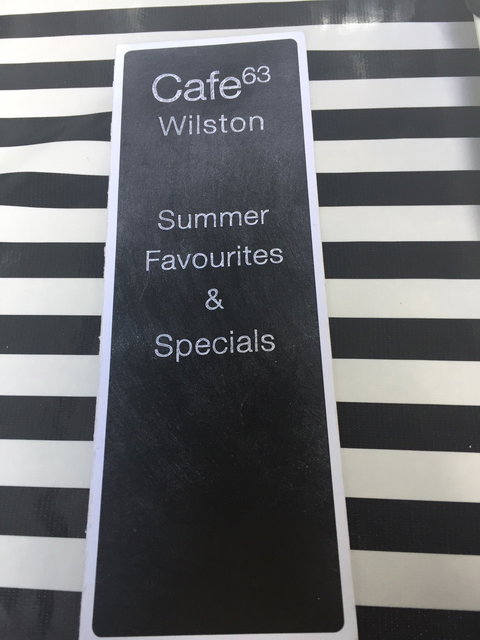 Cafe⁶³
Wilston
Summer
Favourites
&
Specials